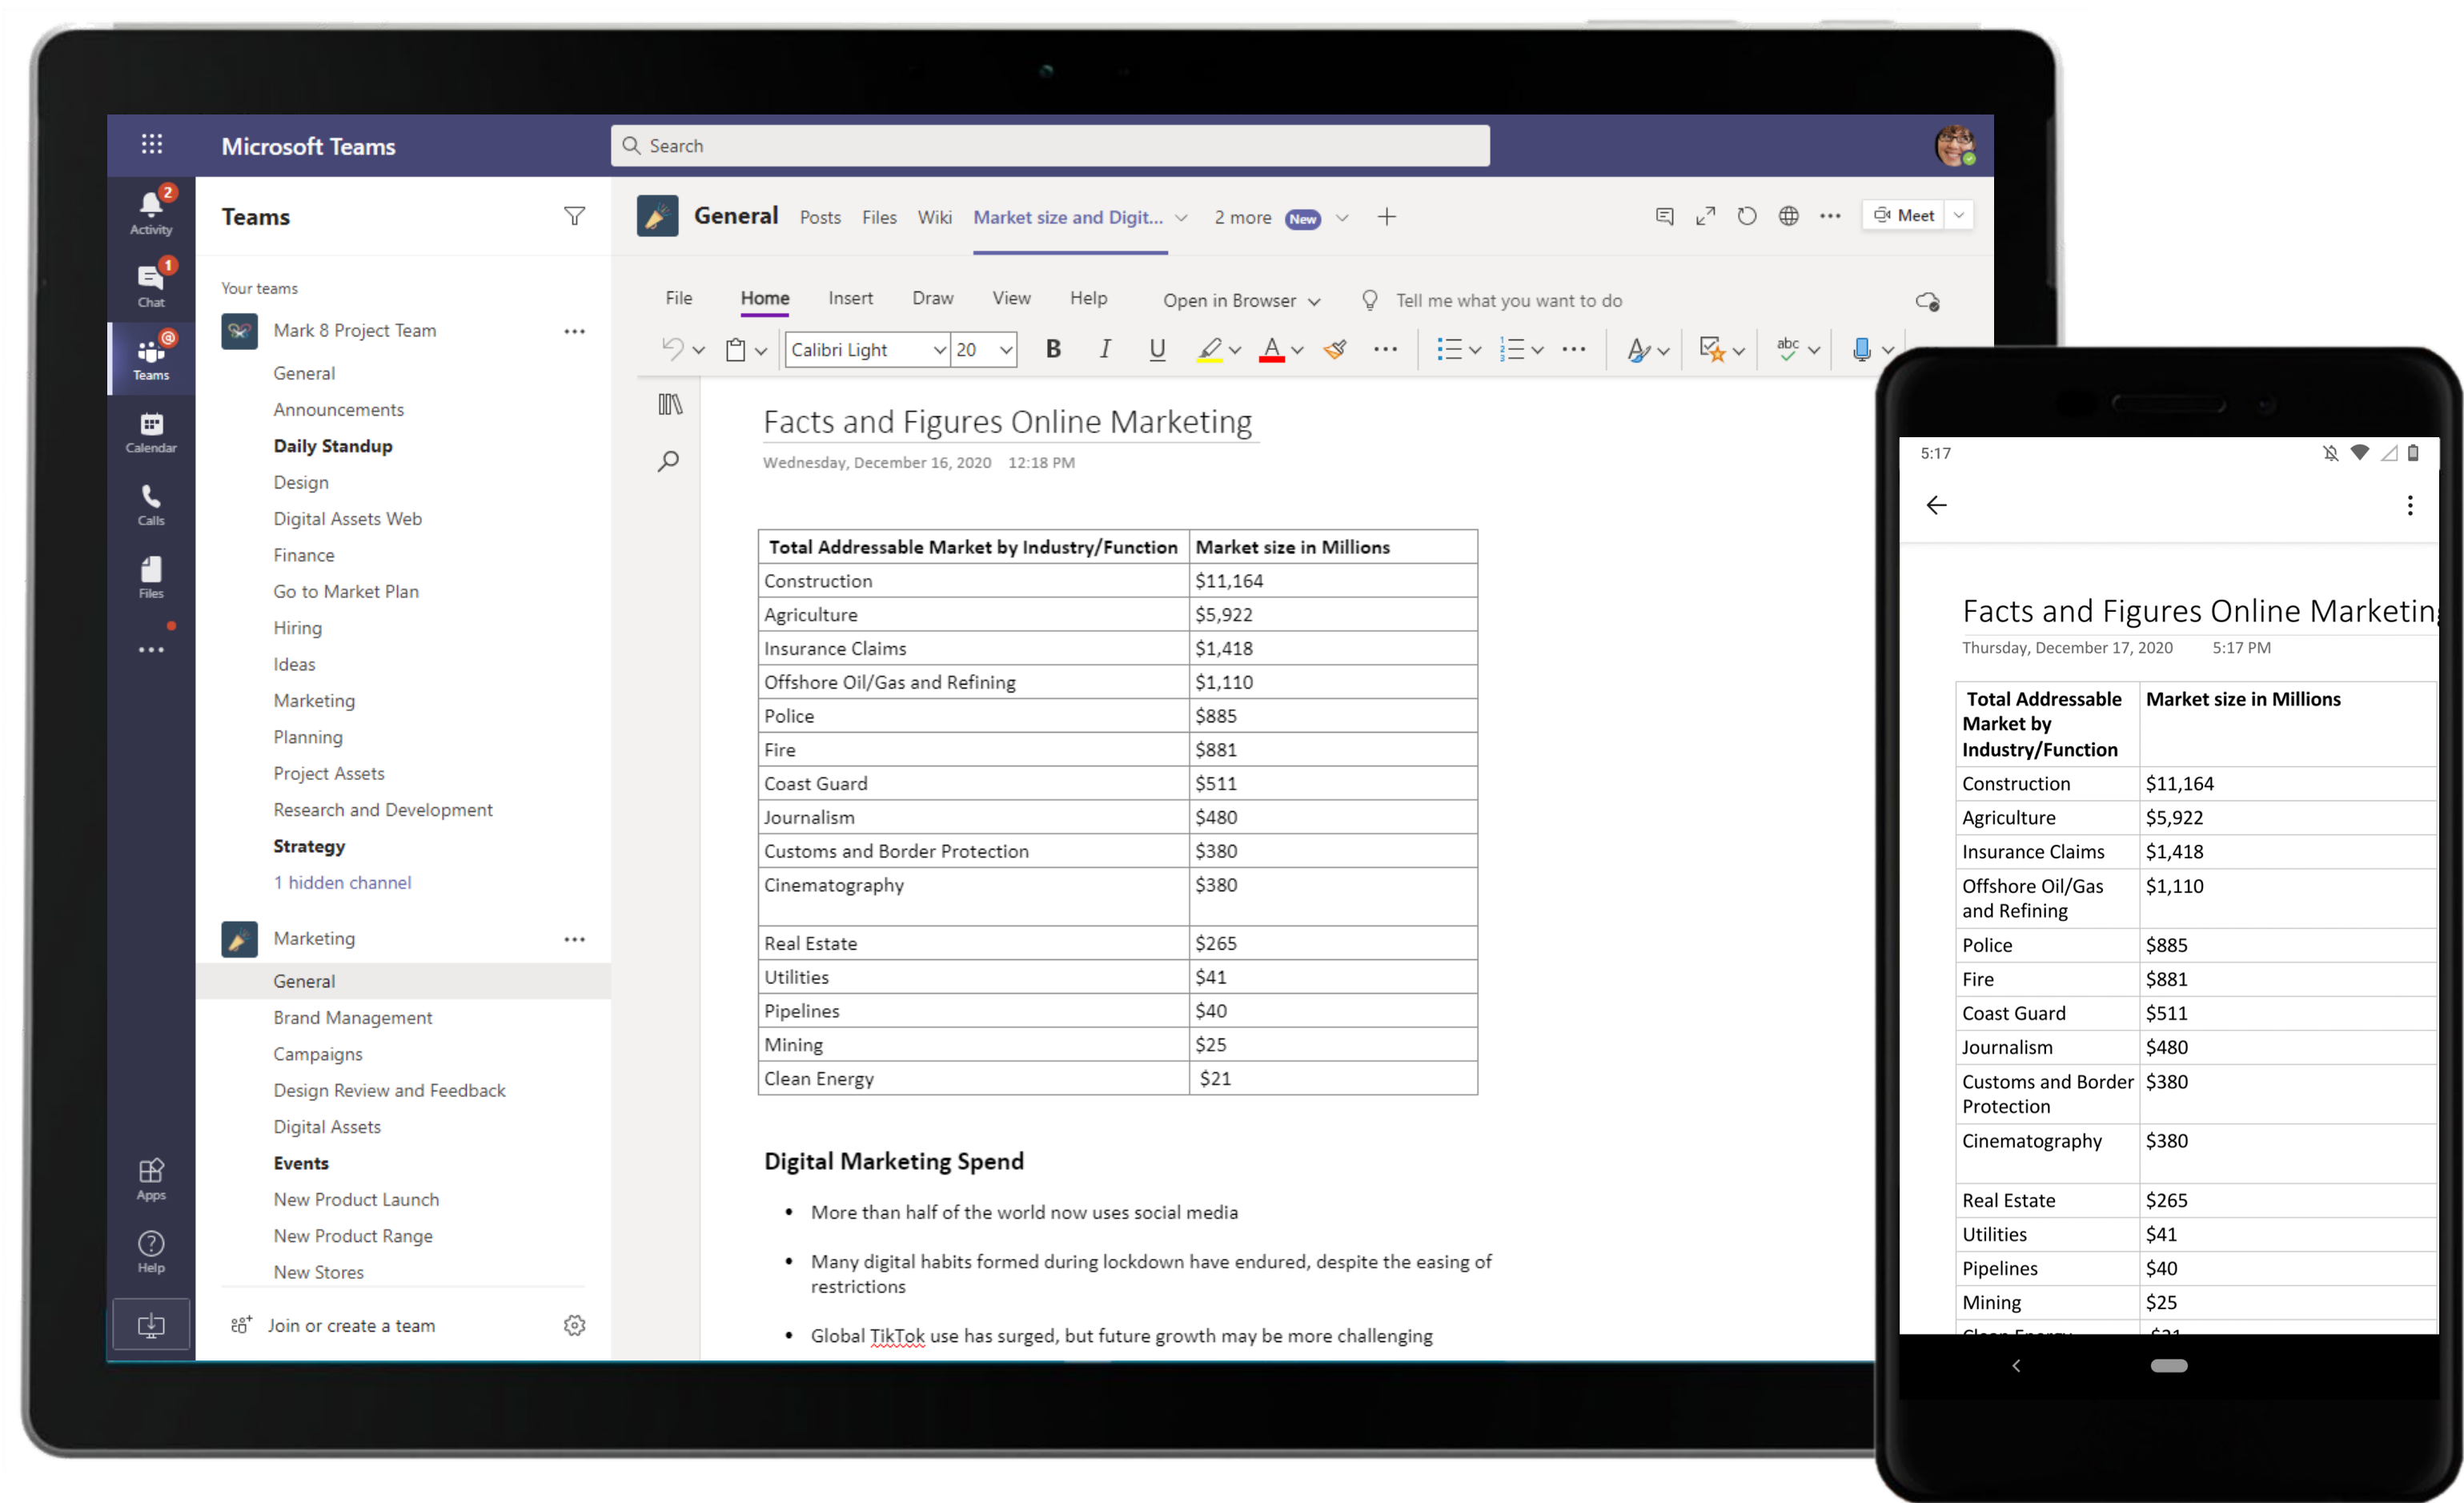 Microsoft Teams
Search
2
Activity
1
Chat
@
Teams
Calendar
Calls
Files
Apps
Help
Teams
Your teams
Mark 8 Project Team
General
Announcements
Daily Standup
Design
Digital Assets Web
Finance
Go to Market Plan
Hiring
Ideas
Marketing
Planning
Project Assets
Research and Development
Strategy
1 hidden channel
Marketing
General
Brand Management
Campaigns
Design Review and Feedback
Digital Assets
Events
New Product Launch
New Product Range
New Stores
Join or create a team
General Posts Files Wiki Market size and Digit... 2 more New Meet
File Home Insert Draw View Help Open in Browser Tell me what you want to do
Calibri Light 20 B I U A abc
Facts and Figures Online Marketing
Wednesday, December 16, 2020 12:18 PM
Total Addressable Market by Industry/Function Market size in Millions
Construction $11,164
Agriculture $5,922
Insurance Claims $1,418
Offshore Oil/Gas and Refining $1,110
Police $885
Fire $881
Coast Guard $511
Journalism $480
Customs and Border Protection $380
Cinematography $380
Real Estate $265
Utilities $41
Pipelines $40
Mining $25
Clean Energy $21
Digital Marketing Spend
• More than half of the world now uses social media
• Many digital habits formed during lockdown have endured, despite the easing of
restrictions
• Global TikTok use has surged, but future growth may be more challenging
5:17
Facts and Figures Online Marketing
Thursday, December 17, 2020 5:17 PM
Total Addressable Market size in Millions
Market by
Industry/Function
Construction $11,164
Agriculture $5,922
Insurance Claims $1,418
Offshore Oil/Gas $1,110
and Refining
Police $885
Fire $881
Coast Guard $511
Journalism $480
Customs and Border $380
Protection
Cinematography $380
Real Estate $265
Utilities $41
Pipelines $40
Mining $25
Clean Energy $21